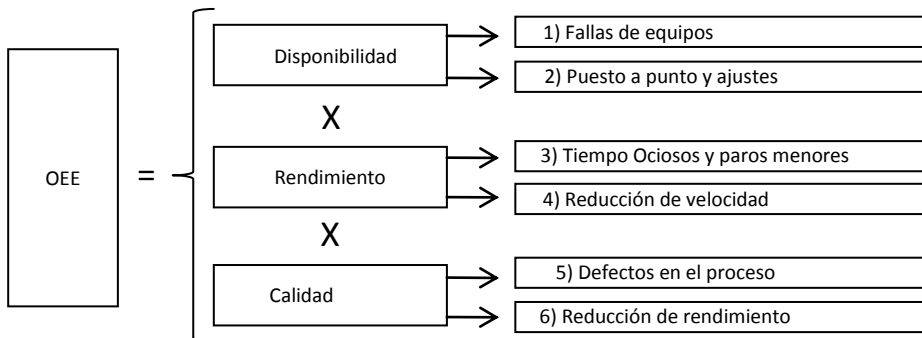 OEE
=
Disponibilidad
1) Fallas de equipos
2) Puesto a punto y ajustes
X
Rendimiento
3) Tiempo Ociosos y paros menores
4) Reducción de velocidad
X
Calidad
5) Defectos en el proceso
6) Reducción de rendimiento